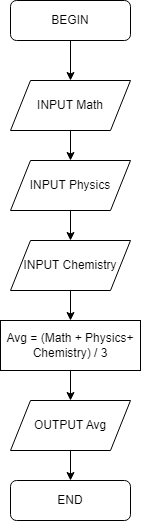 BEGIN
INPUT Math
INPUT Physics
INPUT Chemistry
Avg = (Math + Physics+
Chemistry) / 3
OUTPUT Avg
END